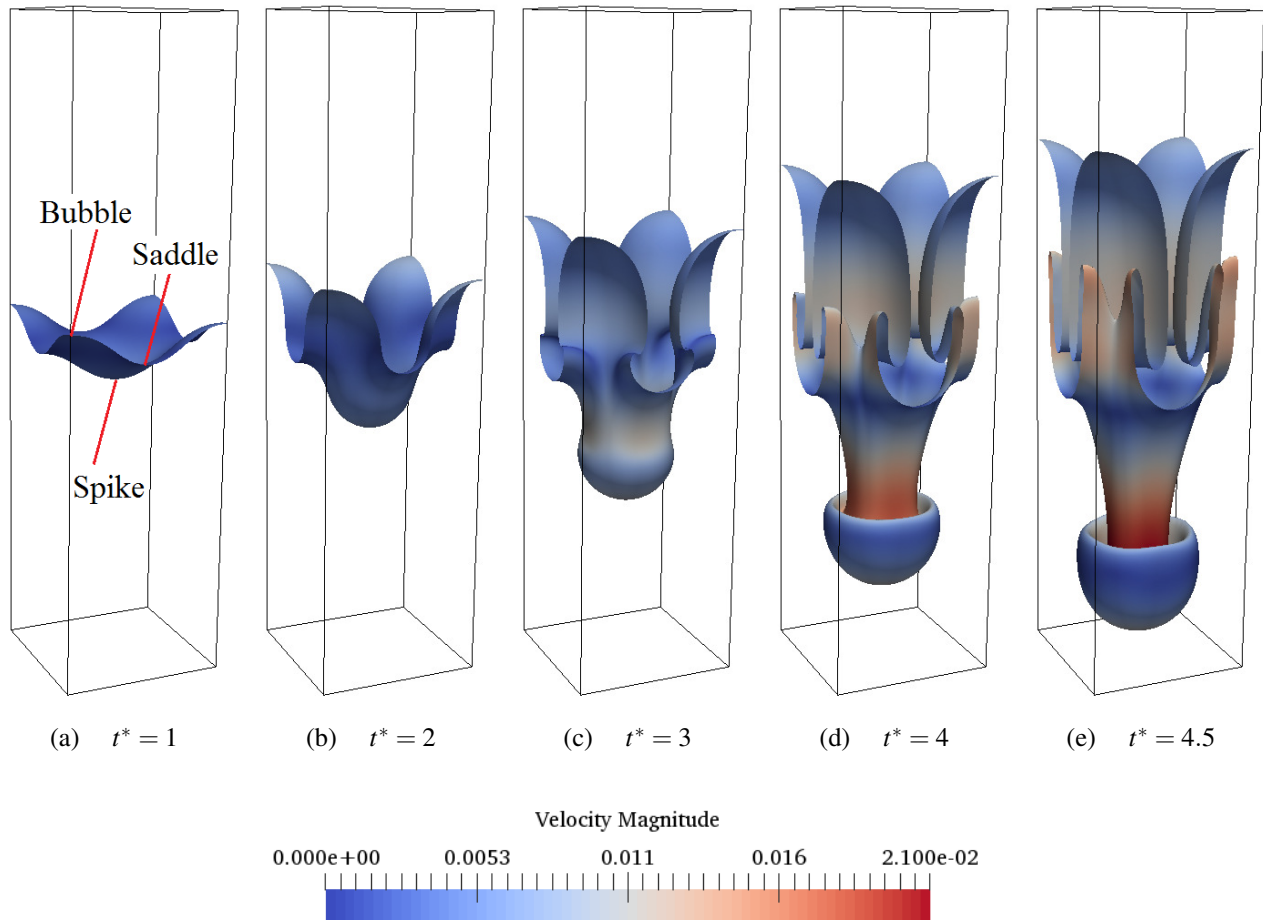 Bubble
Saddle
Spike
(a) t* = 1
(b) t* = 2
(c) t* = 3
(d) t* = 4
(e) t* = 4.5
Velocity Magnitude
0.000e+00 0.0053 0.011 0.016 2.100e-02